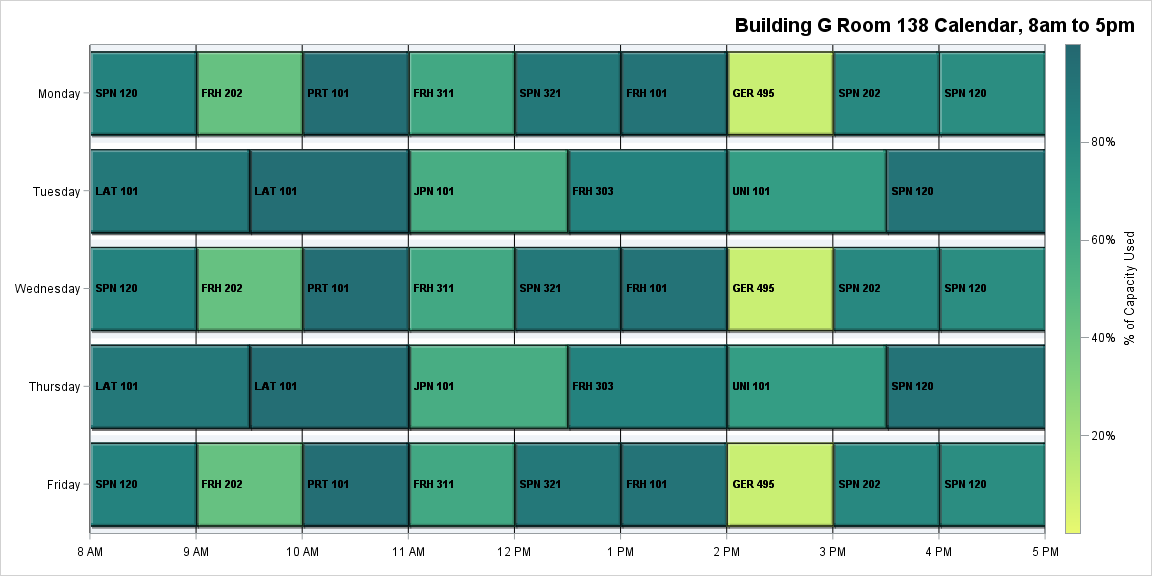 Building G Room 138 Calendar, 8am to 5pm
Monday SPN 120 FRH 202 PRT 101 FRH 311 SPN 321 FRH 101 GER 495 SPN 202 SPN 120
80%
Tuesday LAT 101 LAT 101 JPN 101 FRH 303 UNI 101 SPN 120
60%
% of Capacity Used
Wednesday SPN 120 FRH 202 PRT 101 FRH 311 SPN 321 FRH 101 GER 495 SPN 202 SPN 120
40%
Thursday LAT 101 LAT 101 JPN 101 FRH 303 UNI 101 SPN 120
20%
Friday SPN 120 FRH 202 PRT 101 FRH 311 SPN 321 FRH 101 GER 495 SPN 202 SPN 120
8 AM 9 AM 10 AM 11 AM 12 PM 1 PM 2 PM 3 PM 4 PM 5 PM